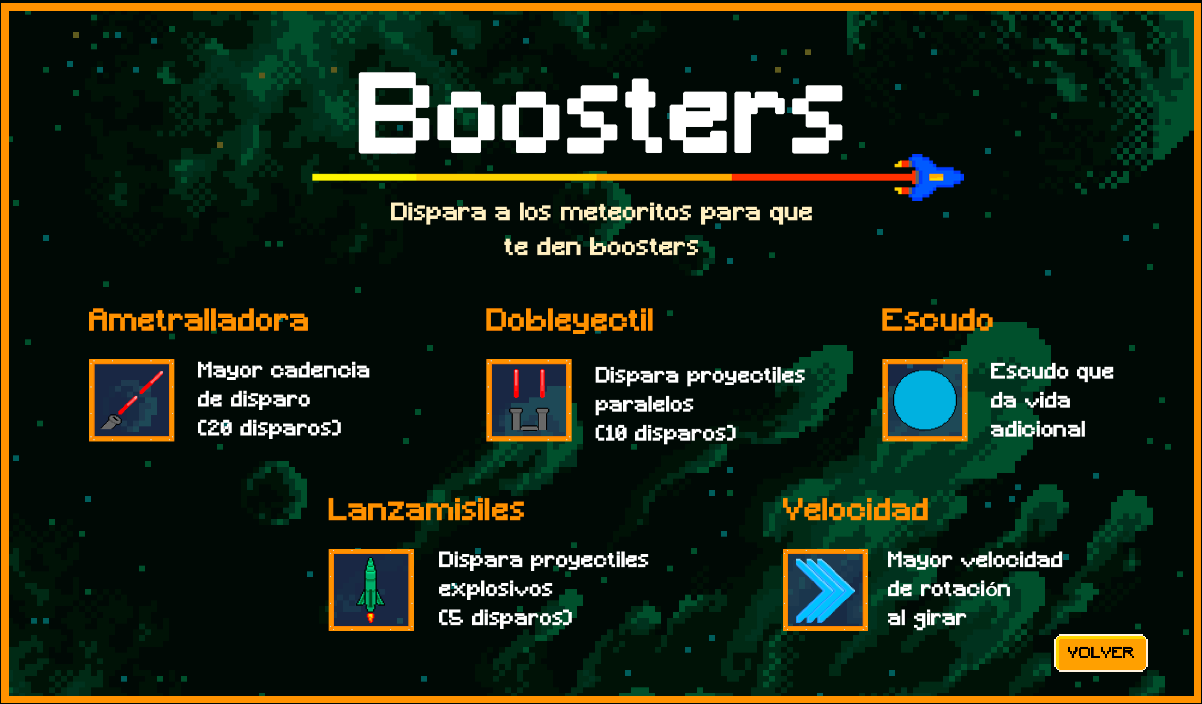 Boosters
Dispara a los meteoritos para que
te den boosters
Ametralladora
Mayor cadencia
de disparo
(20 disparos)
Dobleyectil
Dispara proyectiles
paralelos
(10 disparos)
Escudo
Escudo que
da vida
adicional
Lanzamisiles
Dispara proyectiles
explosivos
(5 disparos)
Velocidad
Mayor velocidad
de rotación
al girar
VOLVER